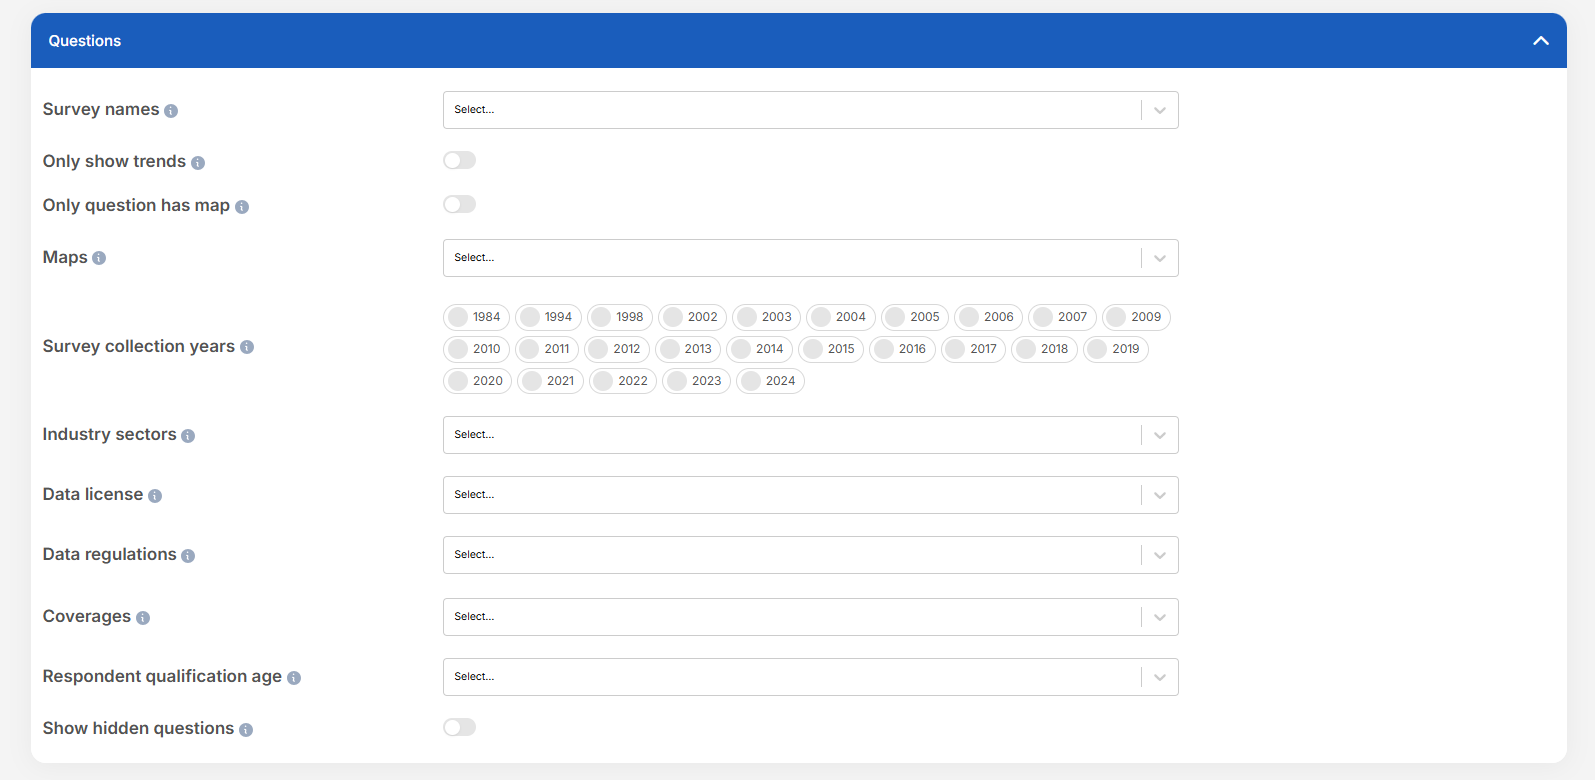 Questions
Survey names
Select...
Only show trends
Only question has map
Maps
Select...
1984 1994 1998 2002 2003 2004 2005 2006 2007 2009
Survey collection years
2010 2011 2012 2013 2014 2015 2016 2017 2018 2019
2020 2021 2022 2023 2024
Industry sectors
Select...
Data license
Select...
Data regulations
Select...
Coverages
Select...
Respondent qualification age
Select...
Show hidden questions